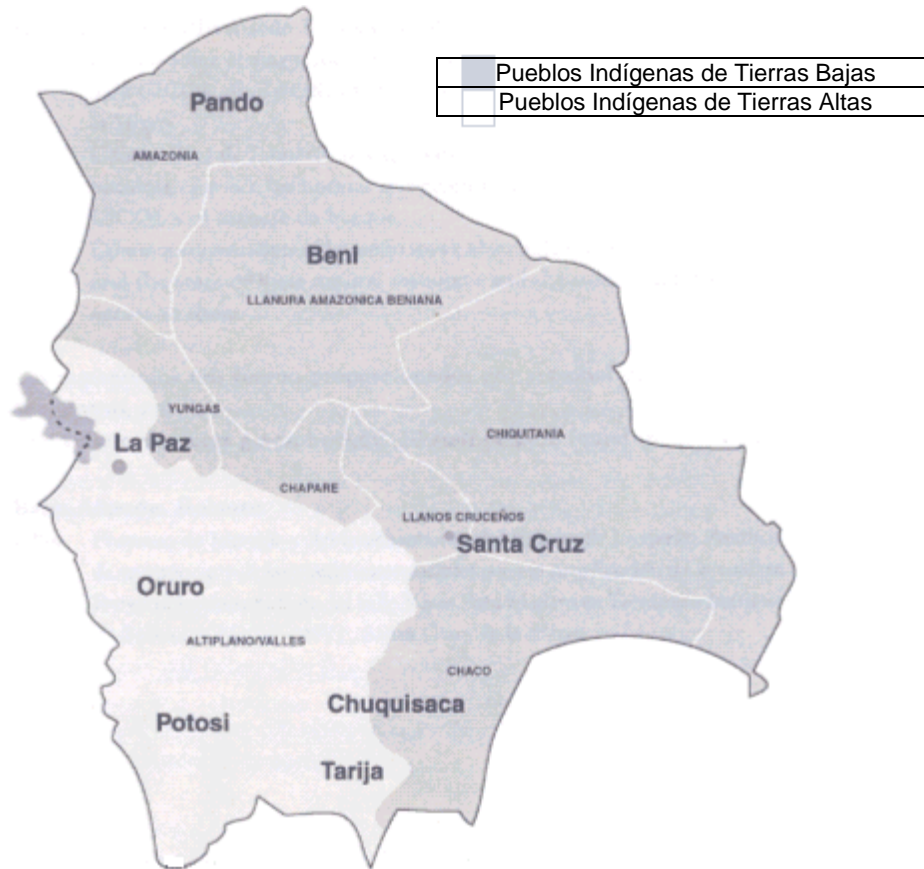 Pueblos Indígenas de Tierras Bajas
Pueblos Indígenas de Tierras Altas
Pando
AMAZONIA
Beni
LLANURA AMAZONICA BENIANA
YUNGAS
CHIQUITANIA
La Paz
CHAPARE
LLANOS CRUCEÑOS
Santa Cruz
Oruro
ALTIPLANO/VALLES
CHACO
Chuquisaca
Potosi
Tarija